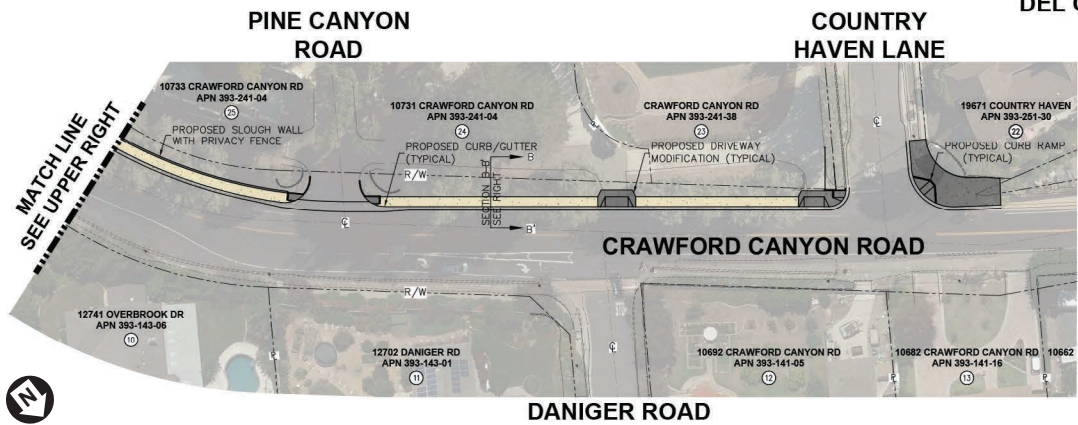 DEL
PINE CANYON
ROAD
COUNTRY
HAVEN LANE
MATCH LINE
SEE UPPER RIGHT
10733 CRAWFORD CANYON RD
APN 393-241-04
25
PROPOSED SLOUGH WALL
WITH PRIVACY FENCE
10731 CRAWFORD CANYON RD
APN 393-241-04
24
PROPOSED CURB/GUTTER
(TYPICAL)
R/W
SECTION B-B'
SEE RIGHT
B
B'
CRAWFORD CANYON RD
APN 393-241-38
23
PROPOSED DRIVEWAY
MODIFICATION (TYPICAL)
19671 COUNTRY HAVEN
APN 393-251-30
22
PROPOSED CURB RAMP
(TYPICAL)
CRAWFORD CANYON ROAD
R/W
12741 OVERBROOK DR
APN 393-143-06
10
12702 DANIGER RD
APN 393-143-01
11
10692 CRAWFORD CANYON RD
APN 393-141-05
12
10682 CRAWFORD CANYON RD
APN 393-141-16
13
10662
N
DANIGER ROAD